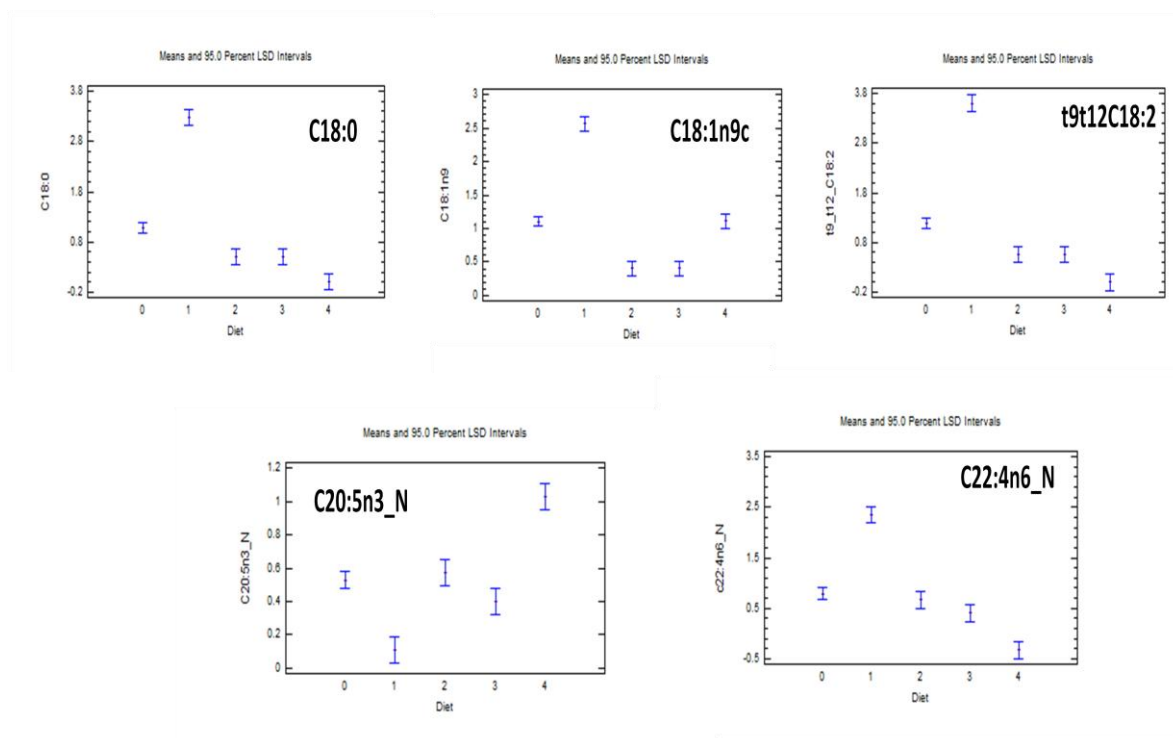 Means and 95.0 Percent LSD Intervals
C18:0
3.8
2.8
1.8
0.8
-0.2
C18:0
0 1 2 3 4
Diet
Means and 95.0 Percent LSD Intervals
C18:1n9c
3
2.5
2
1.5
1
0.5
0
C18:1n9
0 1 2 3 4
Diet
Means and 95.0 Percent LSD Intervals
t9t12C18:2
3.8
2.8
1.8
0.8
-0.2
t9_t12_C18:2
0 1 2 3 4
Diet
Means and 95.0 Percent LSD Intervals
C20:5n3_N
1.2
1
0.8
0.6
0.4
0.2
0
C20:5n3_N
0 1 2 3 4
Diet
Means and 95.0 Percent LSD Intervals
C22:4n6_N
3.5
2.5
1.5
0.5
-0.5
c22:4n6_N
0 1 2 3 4
Diet